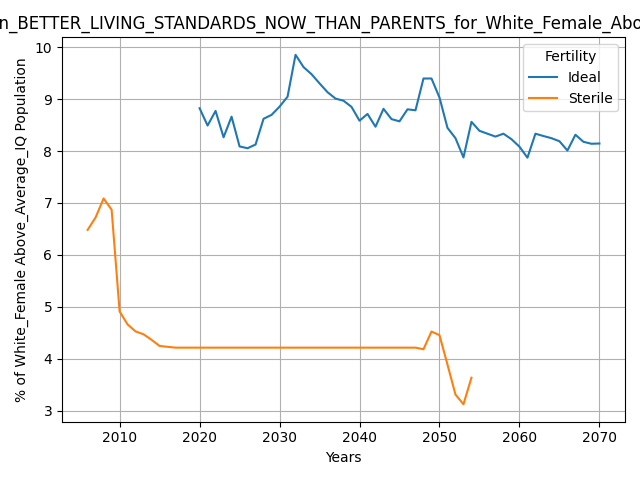 n_BETTER_LIVING_STANDARDS_NOW_THAN_PARENTS_for_White_Female_Abo
% of White_Female Above_Average_IQ Population
10
9
8
7
6
5
4
3
Fertility
Ideal
Sterile
2010 2020 2030 2040 2050 2060 2070
Years